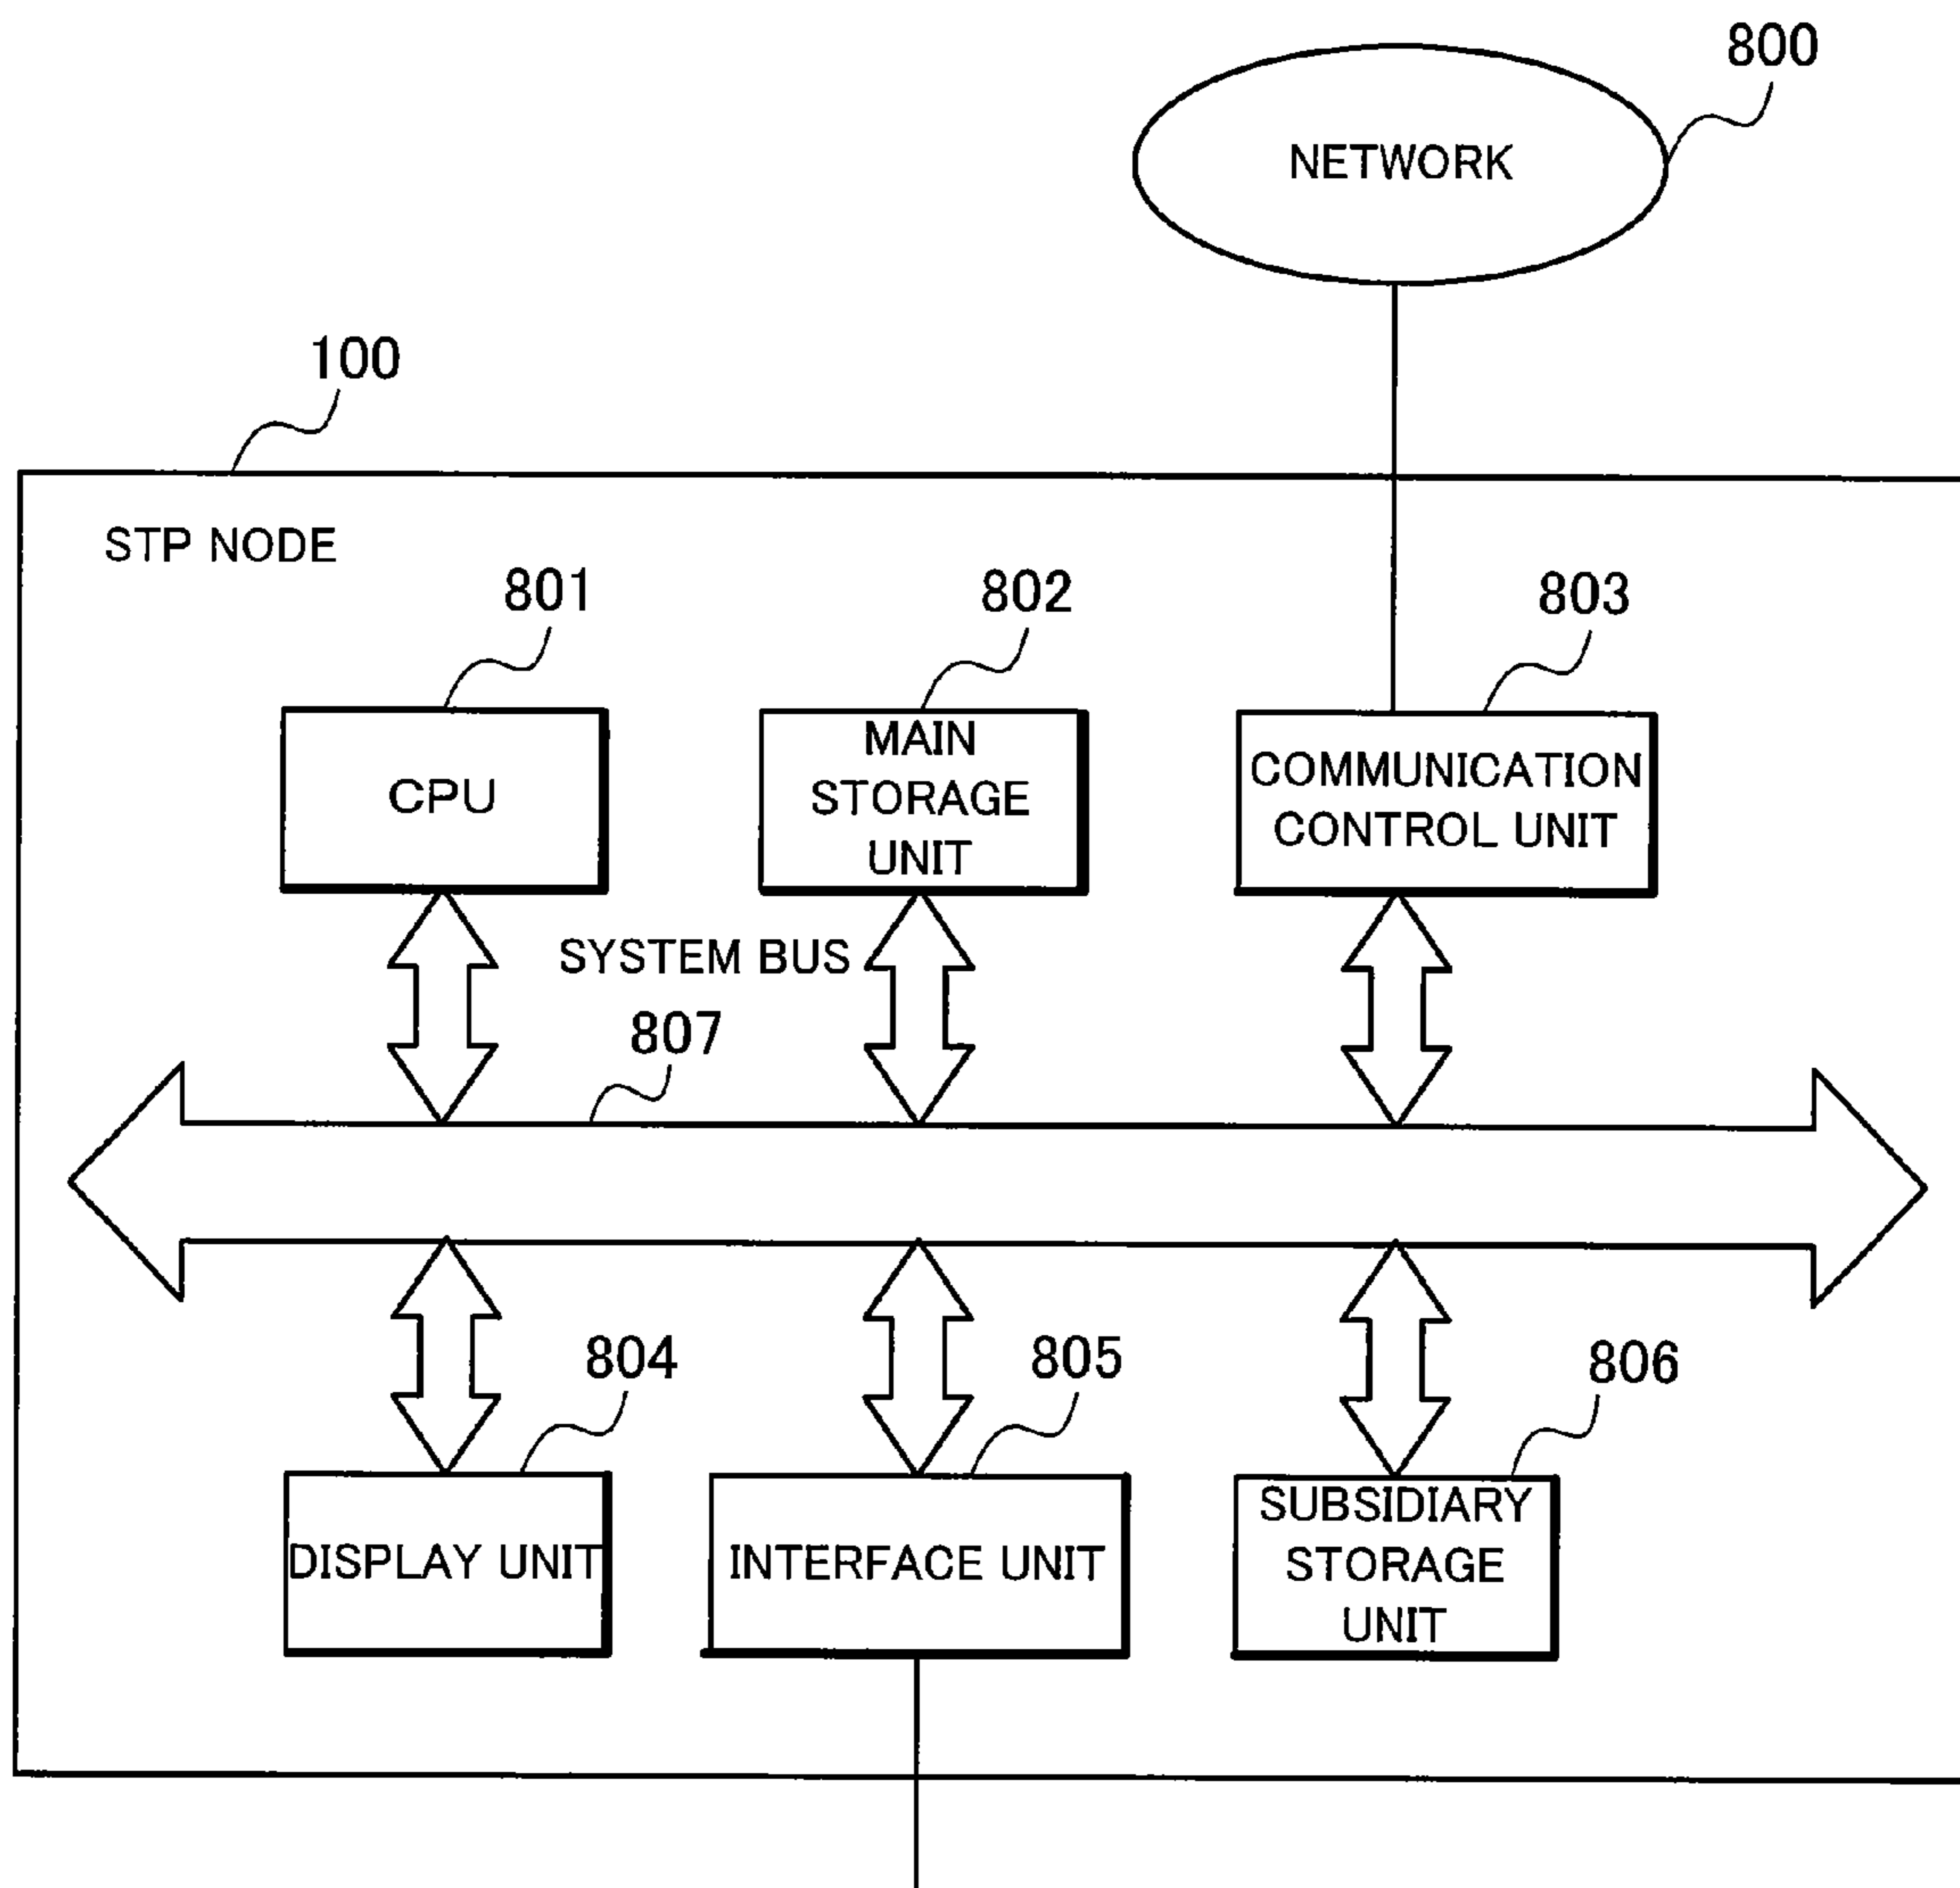 800
NETWORK
100
STP NODE
801
802
803
CPU
MAIN
STORAGE
UNIT
COMMUNICATION
CONTROL UNIT
SYSTEM BUS
807
804
805
806
DISPLAY UNIT
INTERFACE UNIT
SUBSIDIARY
STORAGE
UNIT